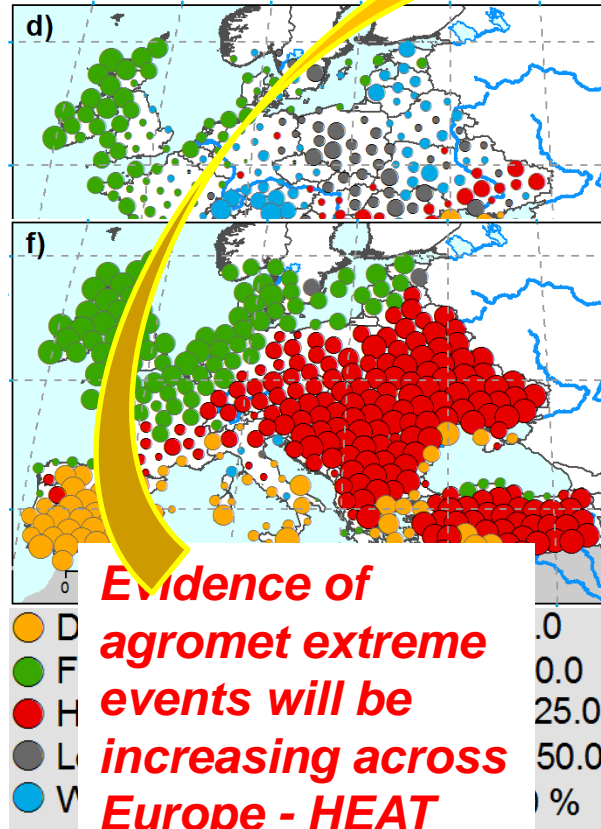 d)
f)
0
Evidence of
agromet extreme
events will be
increasing across
Europe - HEAT
D .0
F 0.0
H 25.0
L 50.0
W %